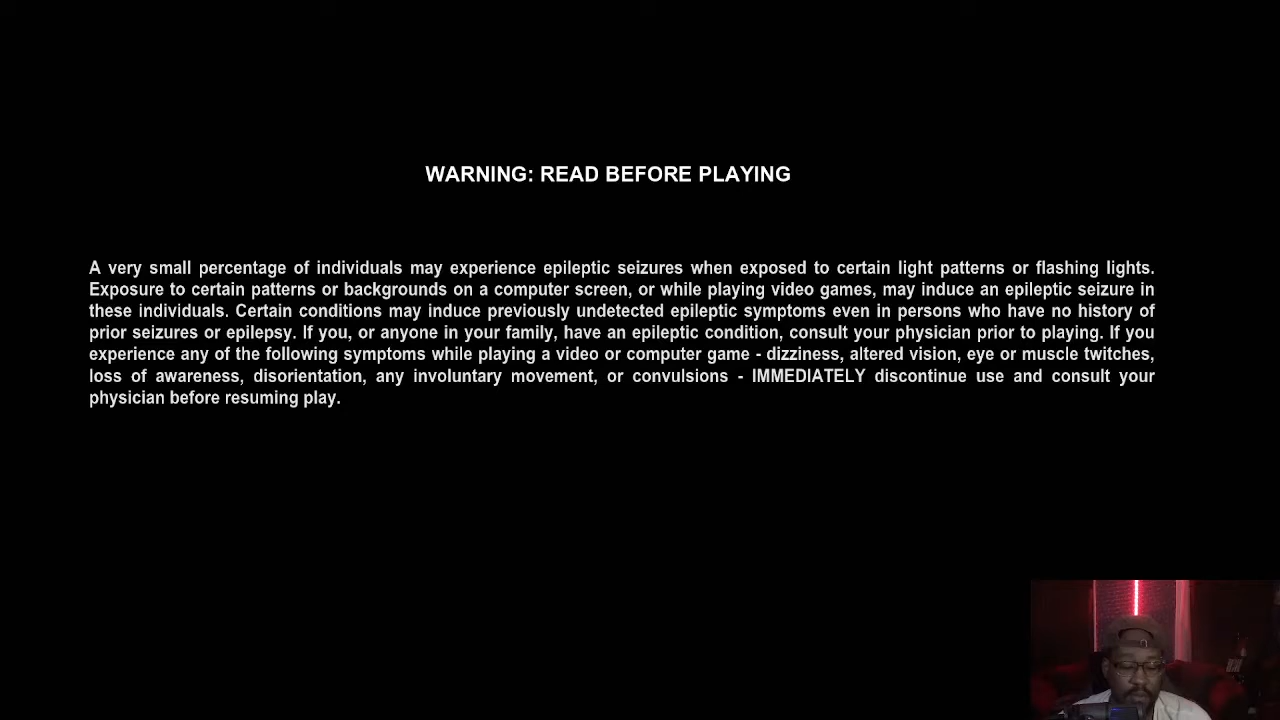 WARNING: READ BEFORE PLAYING
A very small percentage of individuals may experience epileptic seizures when exposed to certain light patterns or flashing lights.
Exposure to certain patterns or backgrounds on a computer screen, or while playing video games, may induce an epileptic seizure in
these individuals. Certain conditions may induce previously undetected epileptic symptoms even in persons who have no history of
prior seizures or epilepsy. If you, or anyone in your family, have an epileptic condition, consult your physician prior to playing. If you
experience any of the following symptoms while playing a video or computer game - dizziness, altered vision, eye or muscle twitches,
loss of awareness, disorientation, any involuntary movement, or convulsions - IMMEDIATELY discontinue use and consult your
physician before resuming play.